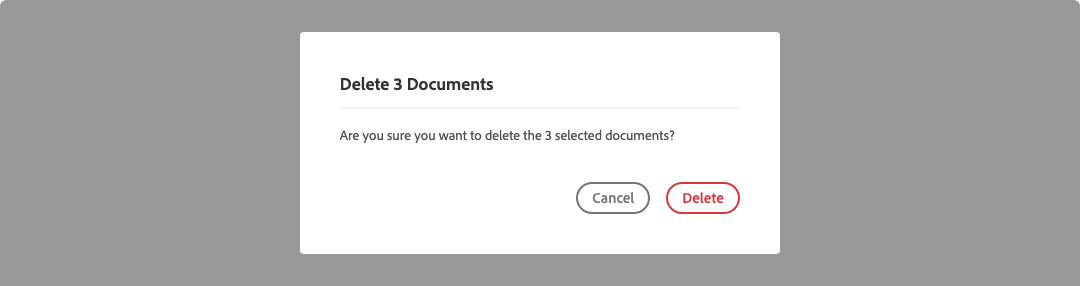 Delete 3 Documents
Are you sure you want to delete the 3 selected documents?
Cancel
Delete